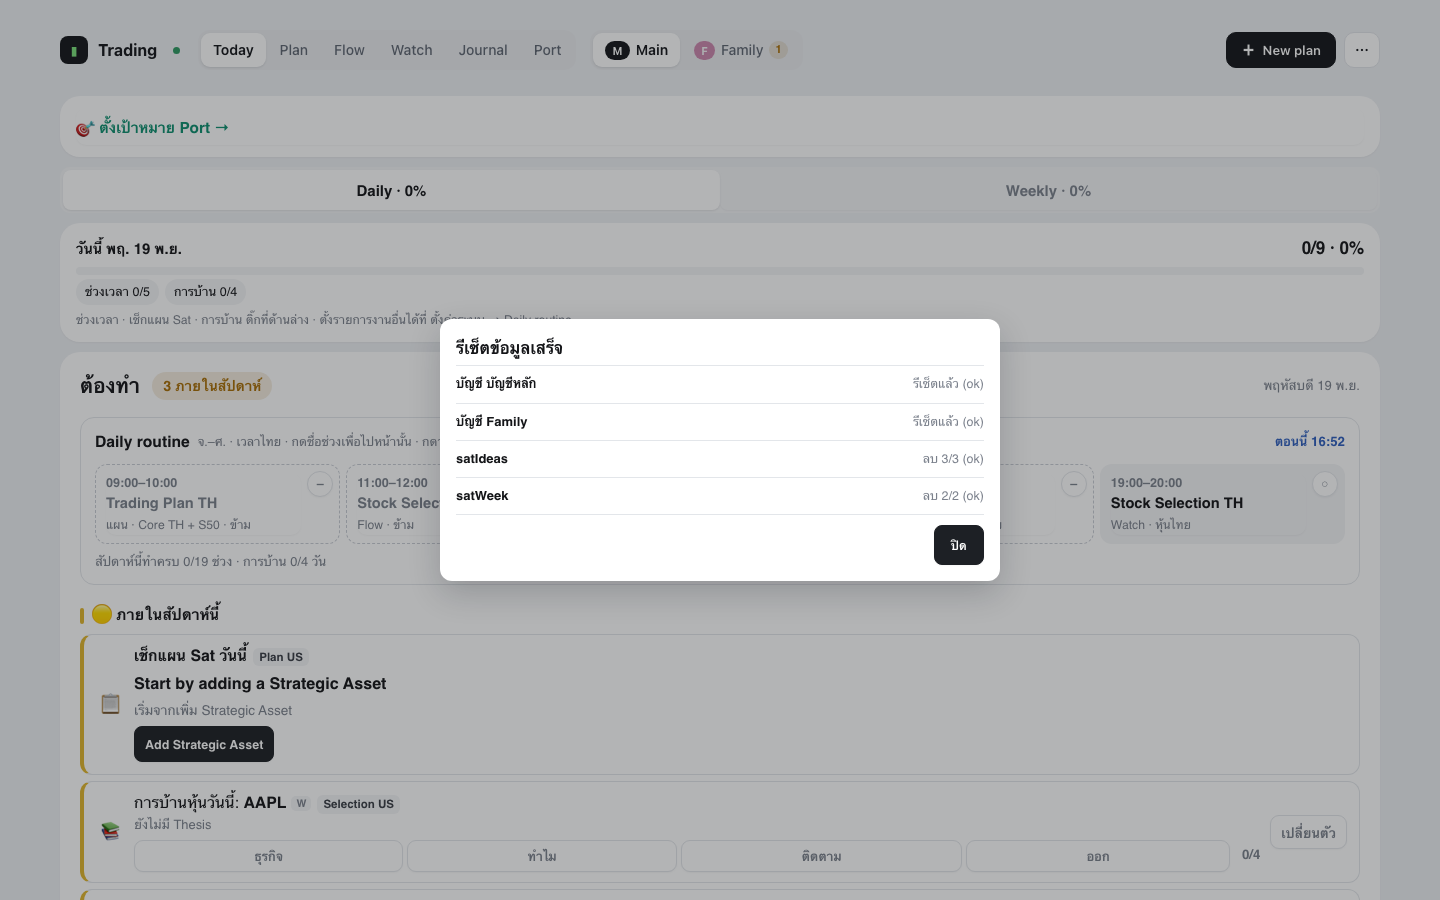 Trading
Today Plan Flow Watch Journal Port
M Main F Family 1
+ New plan
...
ตั้งเป้าหมาย Port →
Daily · 0%
Weekly · 0%
วันนี้ พฤ. 19 พ.ย.
0/9 · 0%
ช่วงเวลา 0/5 การบ้าน 0/4
ช่วงเวลา · เช็กแผน Sat · การบ้าน ติ๊กที่ด้านล่าง · ตั้งรายการงานอื่นได้ที่
ต้องทำ 3 ภายในสัปดาห์
พฤหัสบดี 19 พ.ย.
Daily routine จ.–ศ. · เวลาไทย · กดชื่อช่วงเพื่อไปหน้านั้น ·
ตอนนี้ 16:52
09:00–10:00
Trading Plan TH
แผน · Core TH + S50 · ข้าม
11:00–12:00
Stock Selec
Flow · ข้าม
19:00–20:00
Stock Selection TH
Watch · หุ้นไทย
สัปดาห์นี้ทำครบ 0/19 ช่วง · การบ้าน 0/4 วัน
รีเซ็ตข้อมูลเสร็จ
บัญชี บัญชีหลัก รีเซ็ตแล้ว (ok)
บัญชี Family รีเซ็ตแล้ว (ok)
satIdeas ลบ 3/3 (ok)
satWeek ลบ 2/2 (ok)
ปิด
ภายในสัปดาห์นี้
เช็กแผน Sat วันนี้ Plan US
Start by adding a Strategic Asset
เริ่มจากเพิ่ม Strategic Asset
Add Strategic Asset
การบ้านหุ้นวันนี้: AAPL W Selection US
ยังไม่มี Thesis
ธุรกิจ ทำไม ติดตาม ออก 0/4
เปลี่ยนตัว